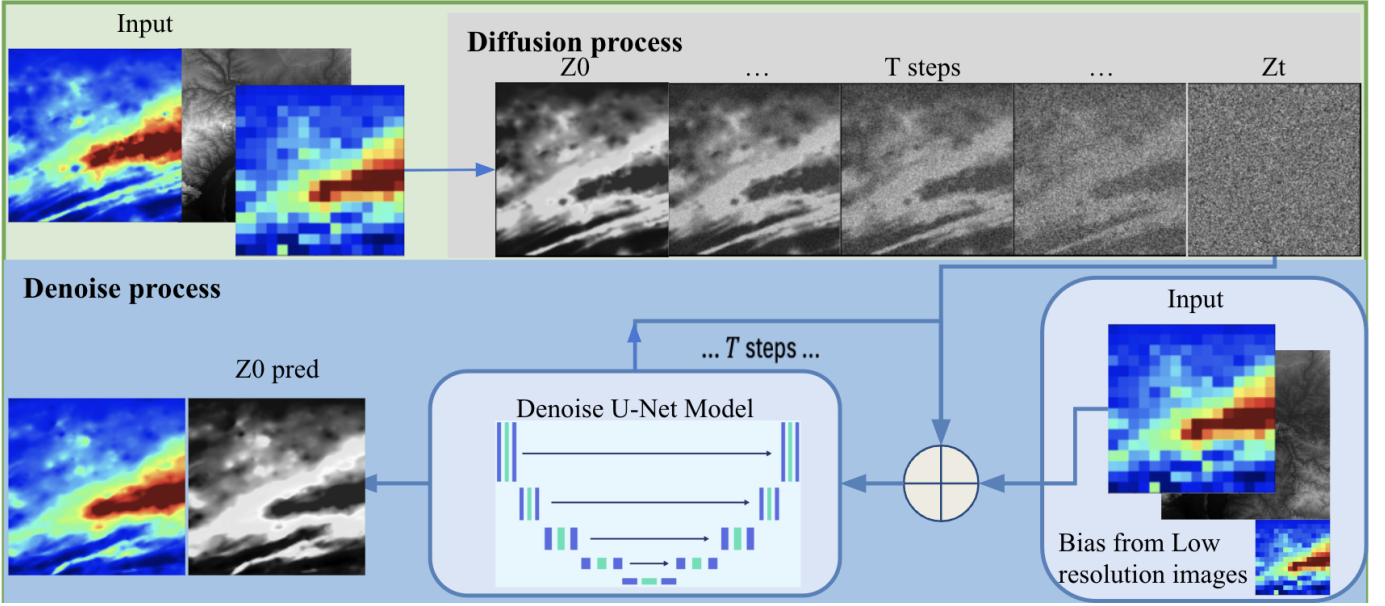 Input
Diffusion process
Z0 ... T steps ... Zt
Denoise process
Input
... T steps ...
Z0 pred
Denoise U-Net Model
Bias from Low
resolution images